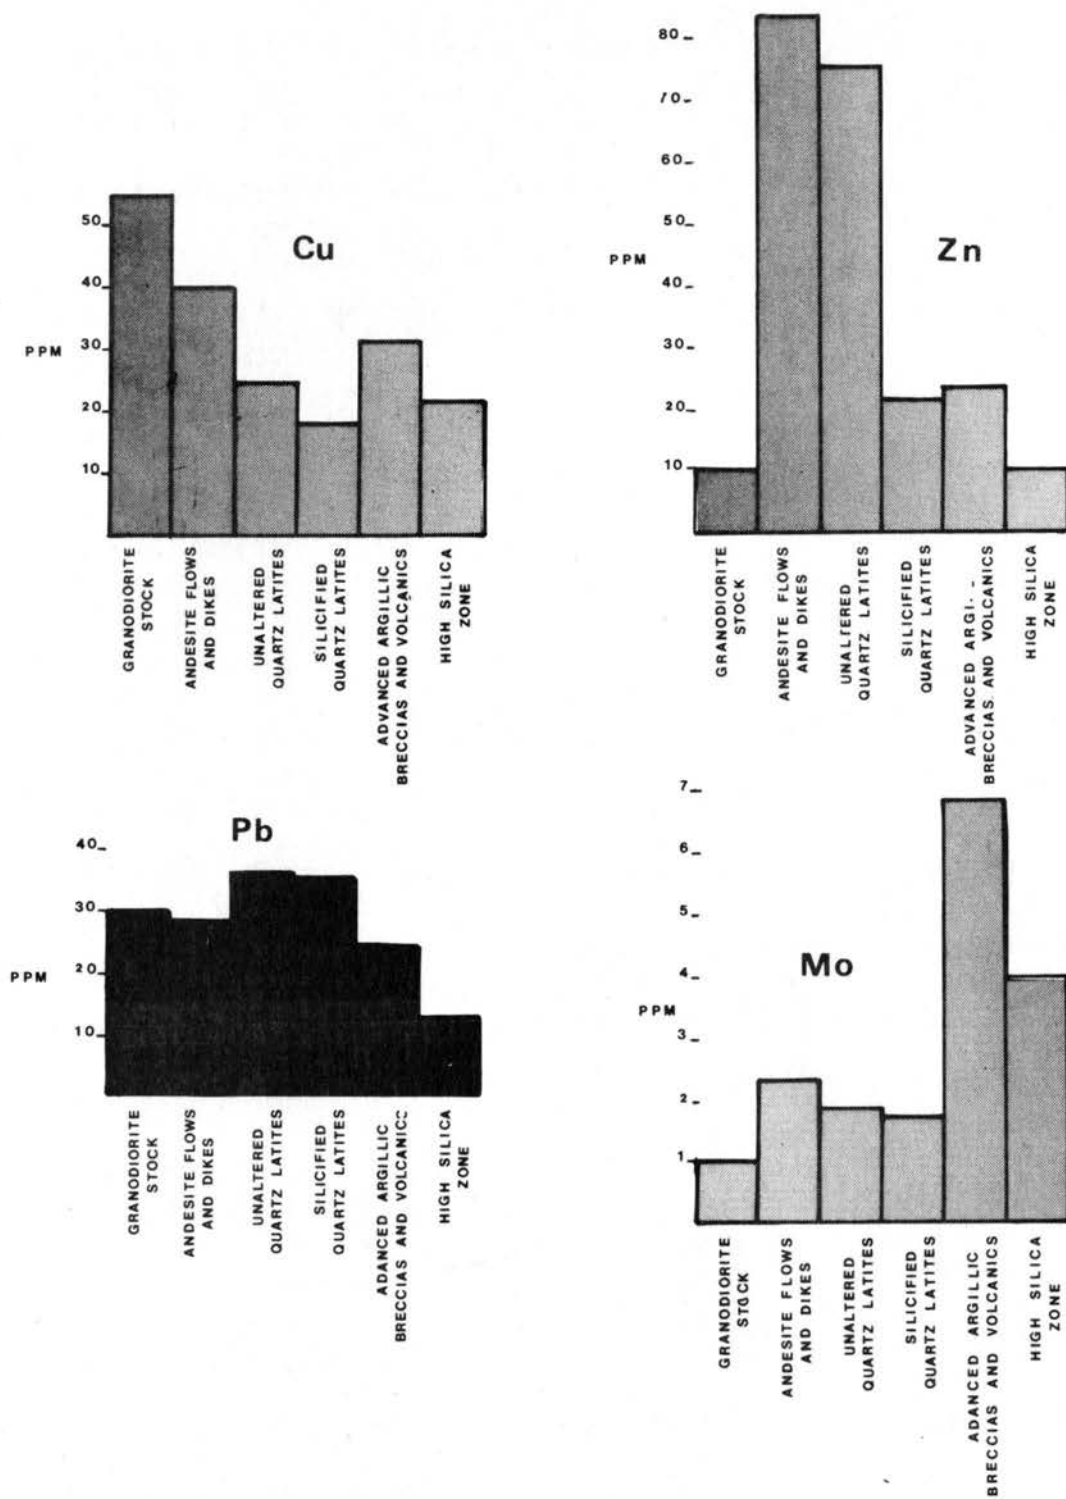 Cu
50
40
PPM 30
20
10
GRANODIORITE
STOCK
ANDESITE FLOWS
AND DIKES
UNALTERED
QUARTZ LATITES
SILICIFIED
QUARTZ LATITES
ADVANCED ARGILLIC
BRECCIAS AND VOLCANICS
HIGH SILICA
ZONE
Zn
80
70
60
50
PPM
40
30
20
10
GRANODIORITE
STOCK
ANDESITE FLOWS
AND DIKES
UNALTERED
QUARTZ LATITES
SILICIFIED
QUARTZ LATITES
ADVANCED ARGI
BRECCIAS AND VOLCANICS
HIGH SILICA
ZONE
Pb
40
30
PPM 20
10
GRANODIORITE
STOCK
ANDESITE FLOWS
AND DIKES
UNALTERED
QUARTZ LATITES
SILICIFIED
QUARTZ LATITES
ADANCED ARGILLIC
BRECCIAS AND VOLCANICC
HIGH SILICA
ZONE
Mo
7
6
5
4
PPM
3
2
1
GRANODIORITE
STOCK
ANDESITE FLOWS
AND DIKES
UNALTERED
QUARTZ LATITES
SILICIFIED
QUARTZ LATITES
ADANCED ARGILLIC
BRECCIAS AND VOLCANICS
HIGH SILICA
ZONE